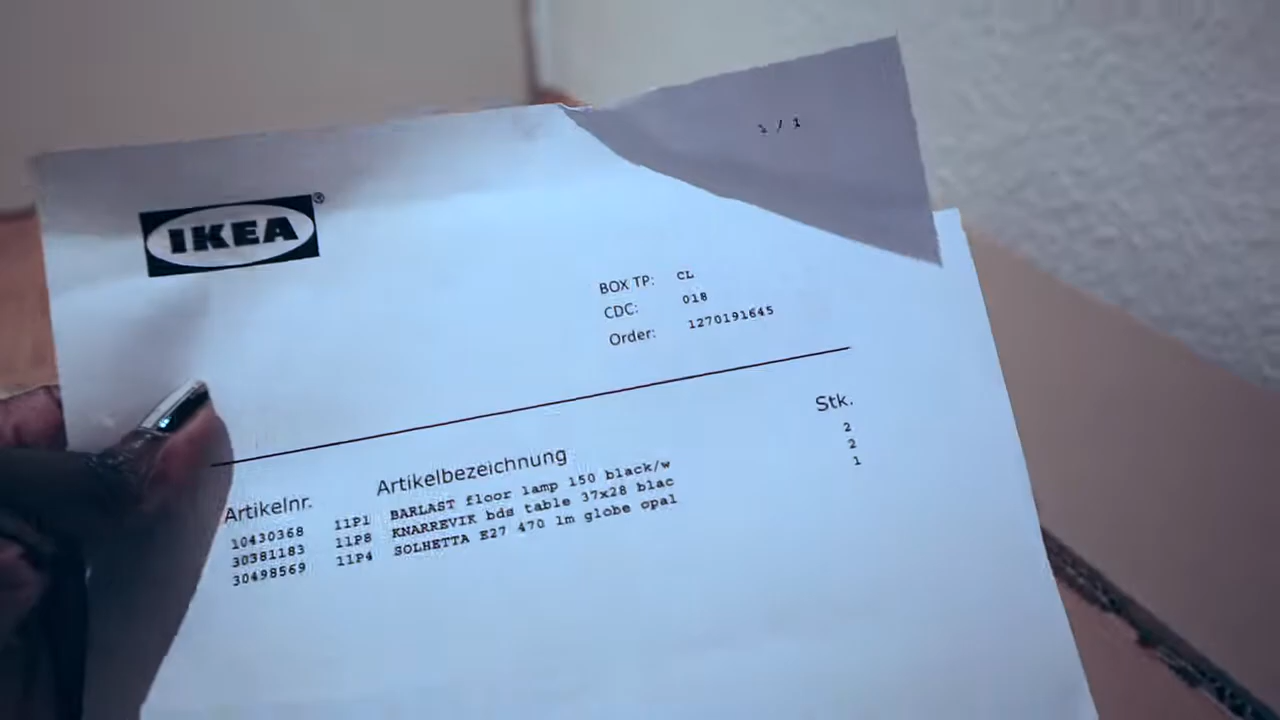 1 / 1
IKEA®
BOX TP: CL
CDC: 018
Order: 1270191645
Artikelnr. Artikelbezeichnung Stk.
10430368 11P1 BARLAST floor lamp 150 black/w 2
30381183 11P8 KNARREVIK bds table 37x28 blac 2
30498569 11P4 SOLHETTA E27 470 lm globe opal 1